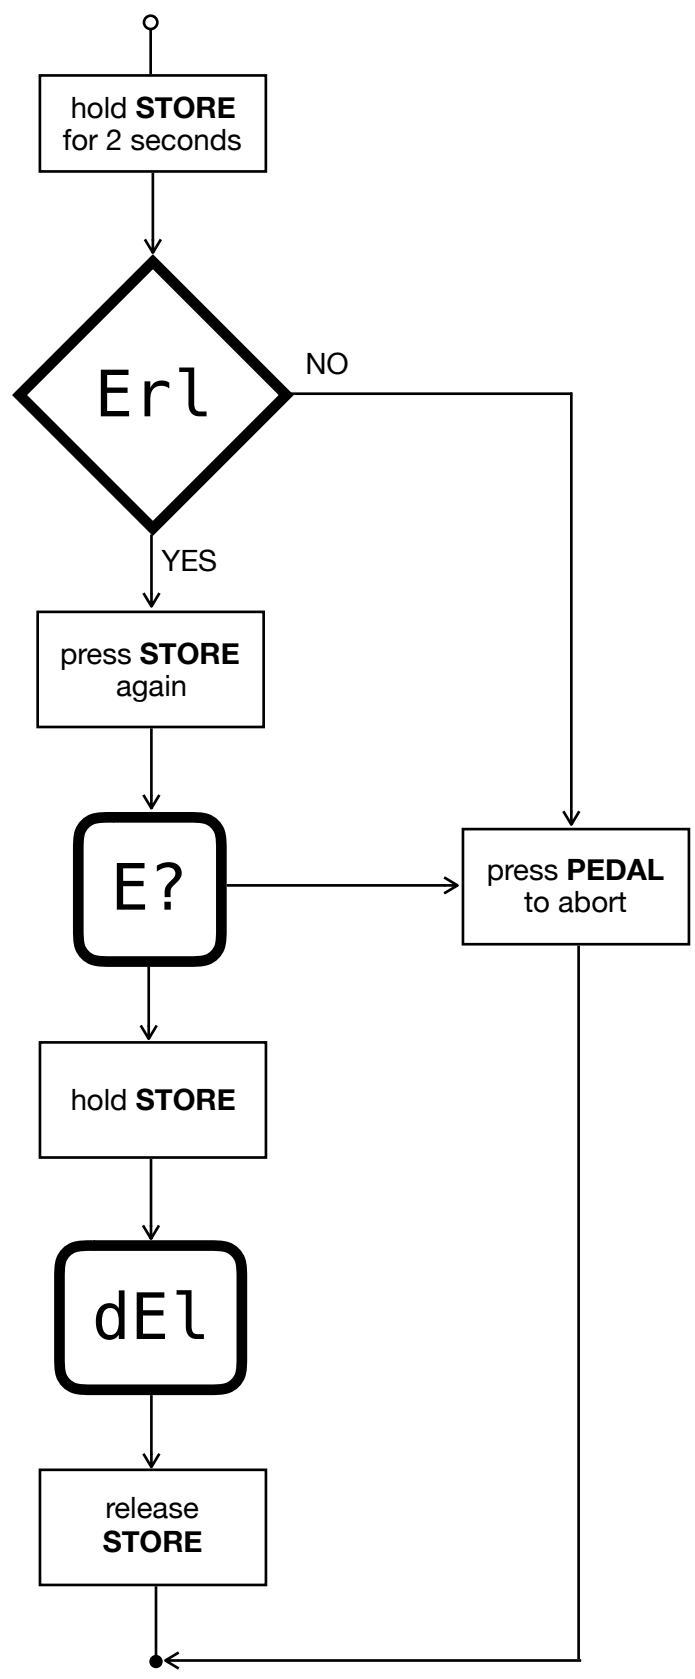 hold STORE
for 2 seconds
Erl
NO
YES
press STORE
again
E?
press PEDAL
to abort
hold STORE
dEl
release
STORE